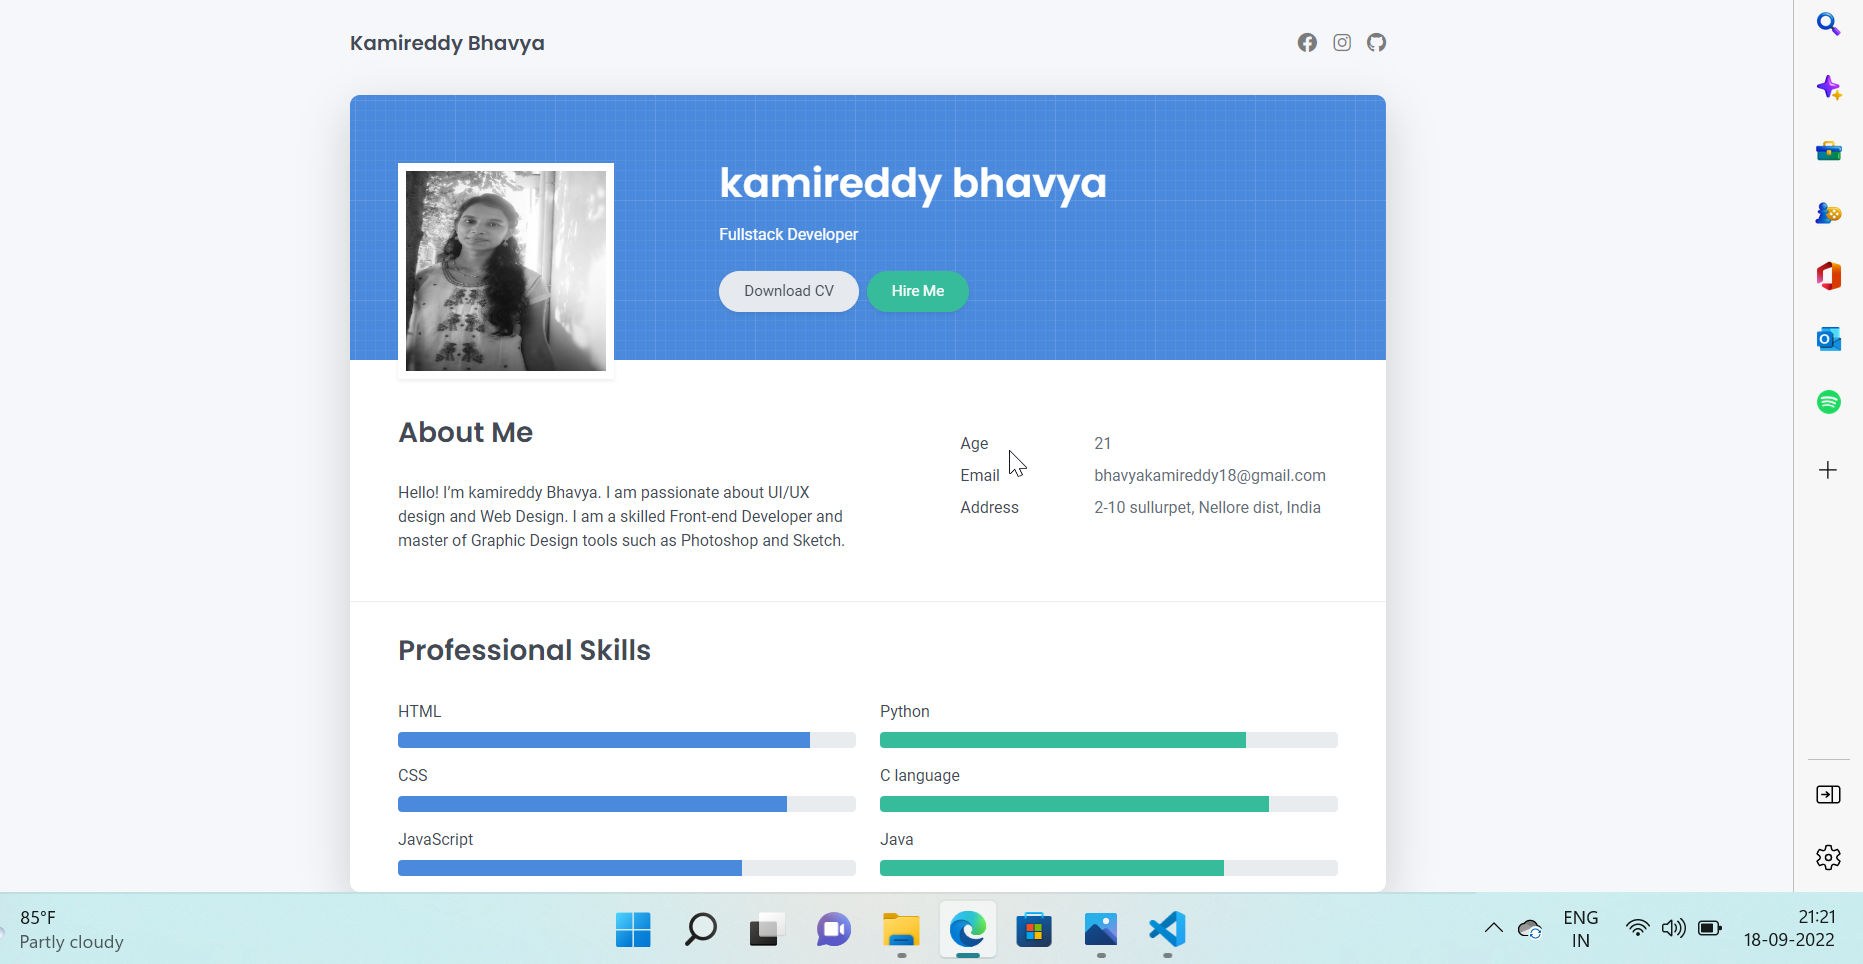 Kamireddy Bhavya
kamireddy bhavya
Fullstack Developer
Download CV
Hire Me
About Me
Hello! I'm kamireddy Bhavya. I am passionate about UI/UX
design and Web Design. I am a skilled Front-end Developer and
master of Graphic Design tools such as Photoshop and Sketch.
Age 21
Email bhavyakamireddy18@gmail.com
Address 2-10 sullurpet, Nellore dist, India
Professional Skills
HTML
Python
CSS
C language
JavaScript
Java
85°F
Partly cloudy
ENG
IN
21:21
18-09-2022